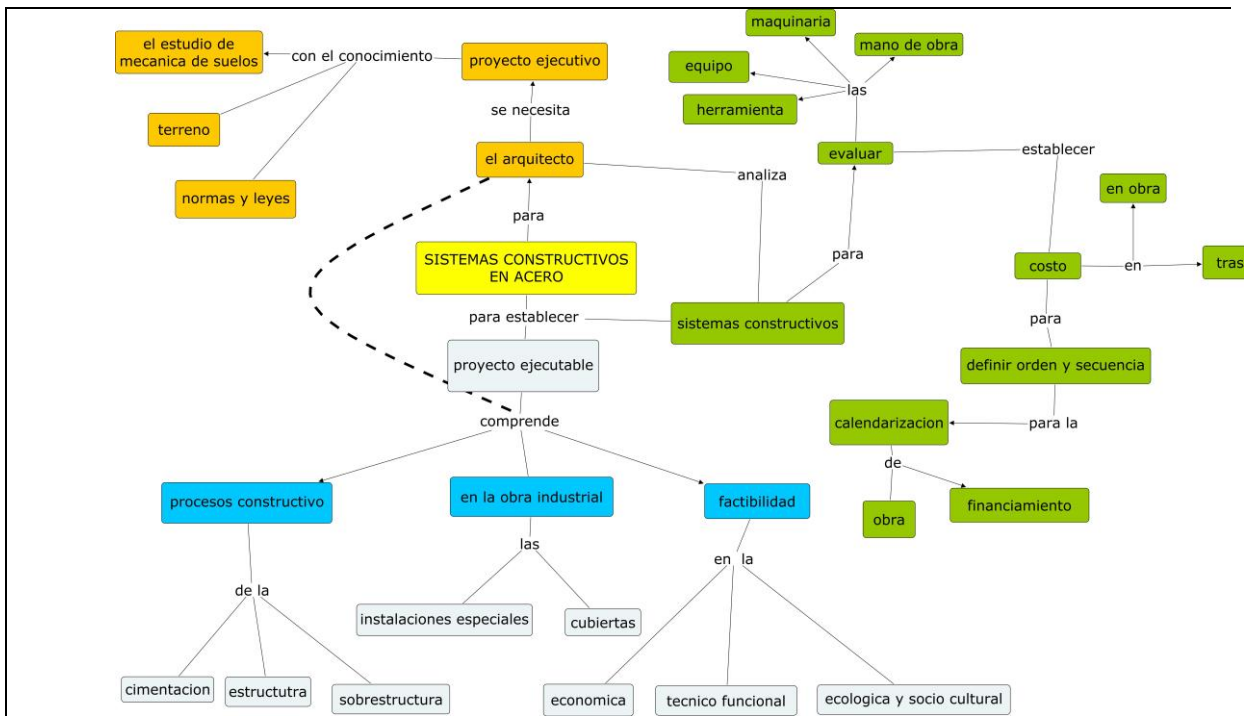 maquinaria
el estudio de
mecanica de suelos
con el conocimiento
proyecto ejecutivo
mano de obra
equipo
las
herramienta
se necesita
terreno
el arquitecto
evaluar
establecer
analiza
normas y leyes
en obra
para
SISTEMAS CONSTRUCTIVOS
EN ACERO
para
costo
en
tras
para establecer
sistemas constructivos
para
proyecto ejecutable
definir orden y secuencia
comprende
calendarizacion
para la
de
procesos constructivo
en la obra industrial
factibilidad
financiamiento
obra
las
en la
de la
instalaciones especiales
cubiertas
cimentacion
estructutra
sobrestructura
economica
tecnico funcional
ecologica y socio cultural